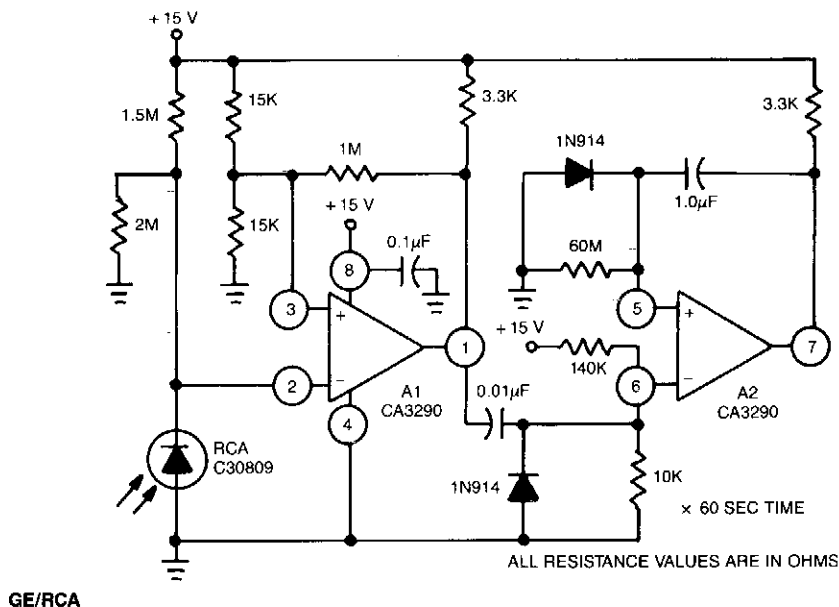 + 15 V
1.5M
15K
3.3K
3.3K
1M
1N914
1.0µF
2M
15K
+ 15 V
0.1µF
60M
8
3
+
5
+
+ 15 V
1
7
140K
2
−
6
−
A1
CA3290
A2
CA3290
4
0.01µF
RCA
C30809
1N914
10K
× 60 SEC TIME
ALL RESISTANCE VALUES ARE IN OHMS
GE/RCA